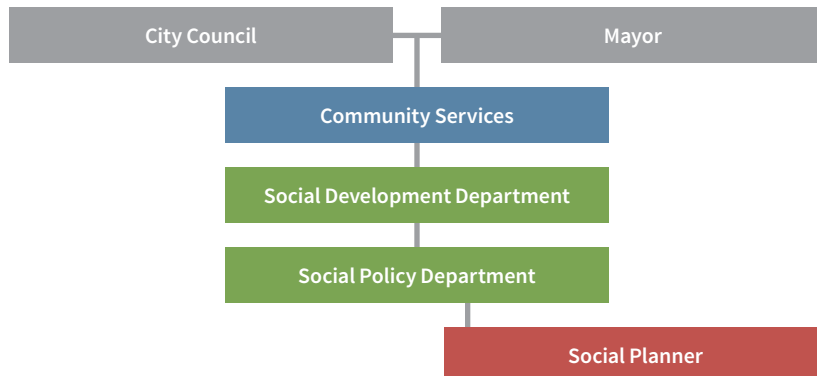 City Council
Mayor
Community Services
Social Development Department
Social Policy Department
Social Planner